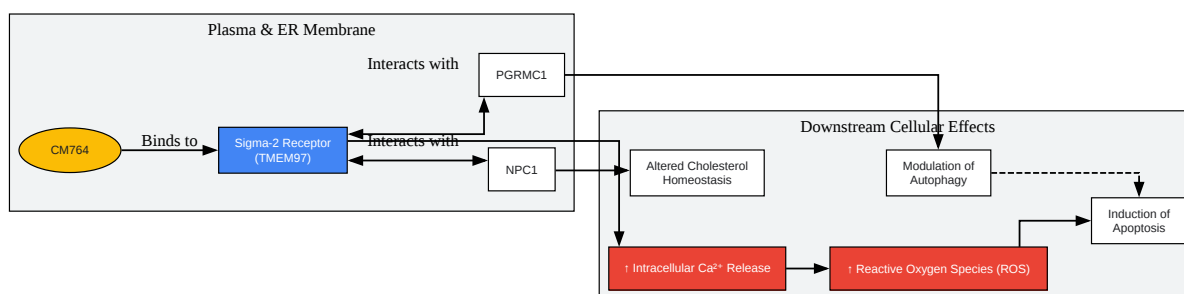 Plasma & ER Membrane
Interacts with
PGRMC1
Downstream Cellular Effects
CM764
Binds to
Sigma-2 Receptor
(TMEM97)
Interacts with
NPC1
Altered Cholesterol
Homeostasis
Modulation of
Autophagy
Induction of
Apoptosis
↑ Intracellular Ca²⁺ Release
↑ Reactive Oxygen Species (ROS)